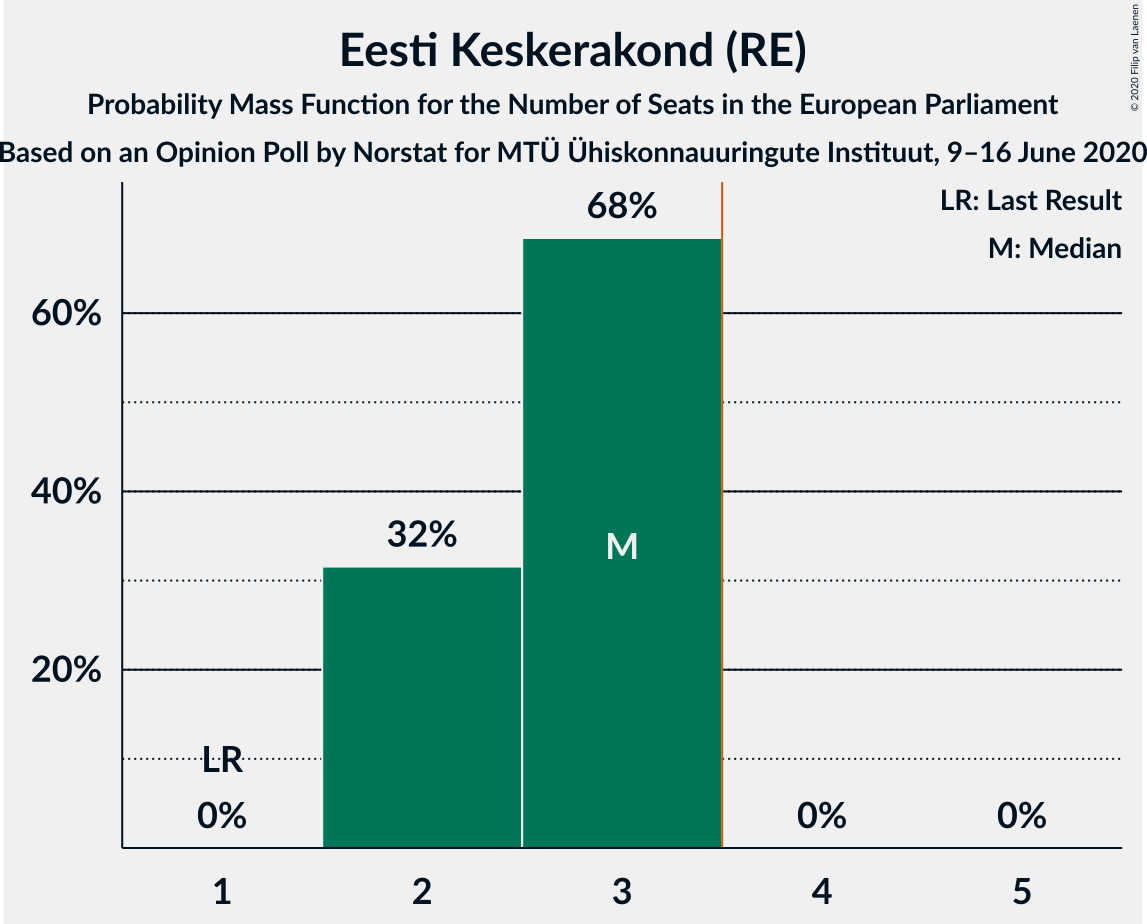 Eesti Keskerakond (RE)
Probability Mass Function for the Number of Seats in the European Parliament
Based on an Opinion Poll by Norstat for MTÜ Ühiskonnauuringute Instituut, 9–16 June 2020
© 2020 Filip van Laenen
LR: Last Result
M: Median
68%
60%
40%
32%
M
20%
LR
0%
0%
0%
1
2
3
4
5